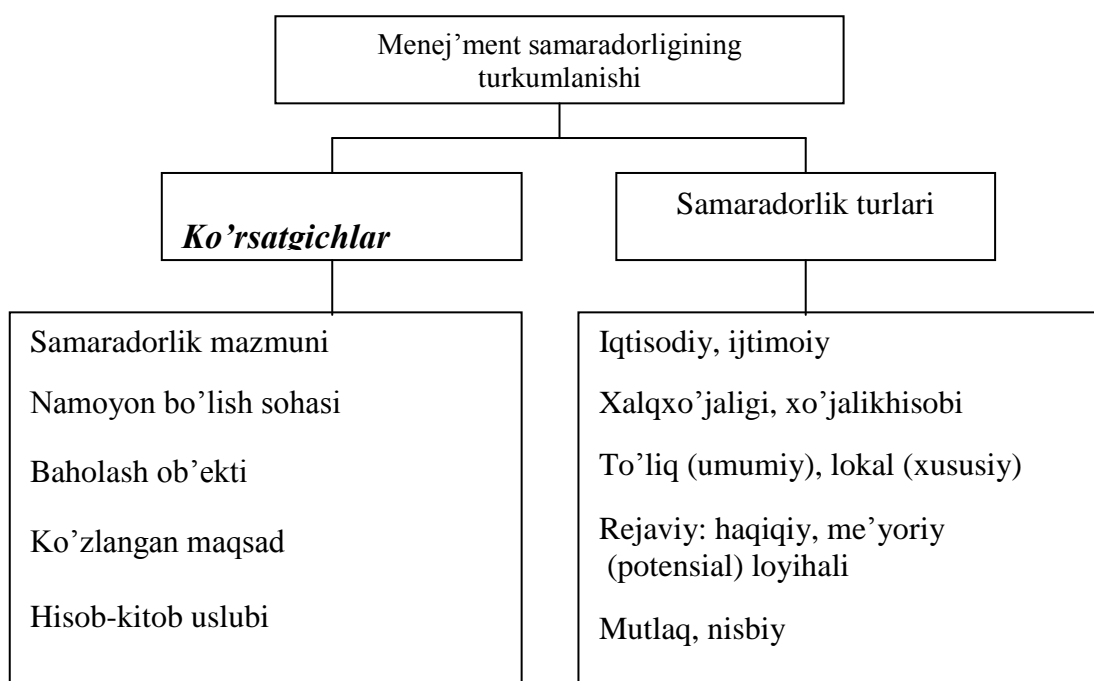 Menej’ment samaradorligining
turkumlanishi
Ko’rsatgichlar
Samaradorlik turlari
Samaradorlik mazmuni
Namoyon bo’lish sohasi
Baholash ob’ekti
Ko’zlangan maqsad
Hisob-kitob uslubi
Iqtisodiy, ijtimoiy
Xalqxo’jaligi, xo’jalikhisobi
To’liq (umumiy), lokal (xususiy)
Rejaviy: haqiqiy, me’yoriy
(potensial) loyihali
Mutlaq, nisbiy